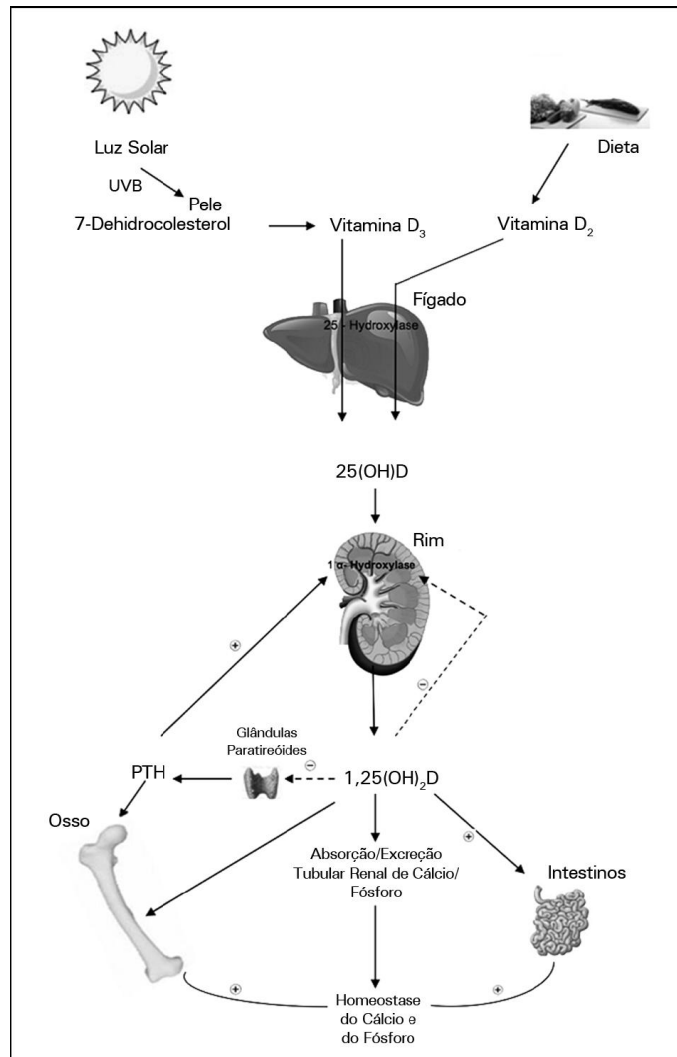 Luz Solar
Dieta
UVB
Pele
7-Dehidrocolesterol
Vitamina D₃
Vitamina D₂
Fígado
25 - Hydroxylase
25(OH)D
Rim
1 α- Hydroxylase
+
−
Glândulas
Paratireóides
−
PTH
1,25(OH)₂D
Osso
+
Absorção/Excreção
Tubular Renal de Cálcio/
Fósforo
Intestinos
+
+
Homeostase
do Cálcio e
do Fósforo